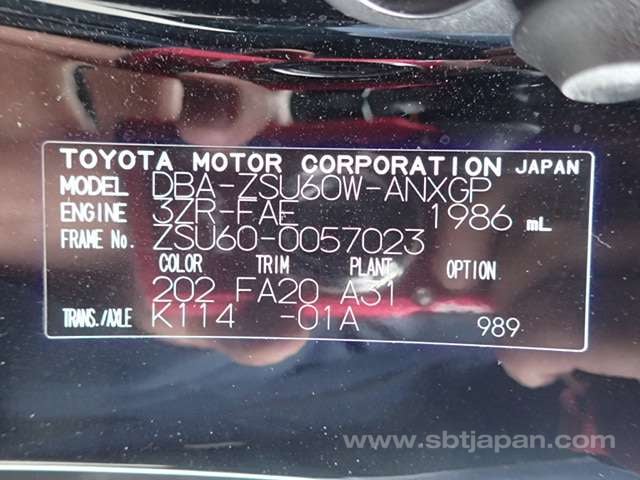 TOYOTA MOTOR CORPORATION JAPAN
MODEL DBA-ZSU60W-ANXGP
ENGINE 3ZR-FAE 1986 mL
FRAME No. ZSU60-0057023
COLOR TRIM PLANT OPTION
202 FA20 A31
TRANS./AXLE K114 -01A 989
www.sbtjapan.com